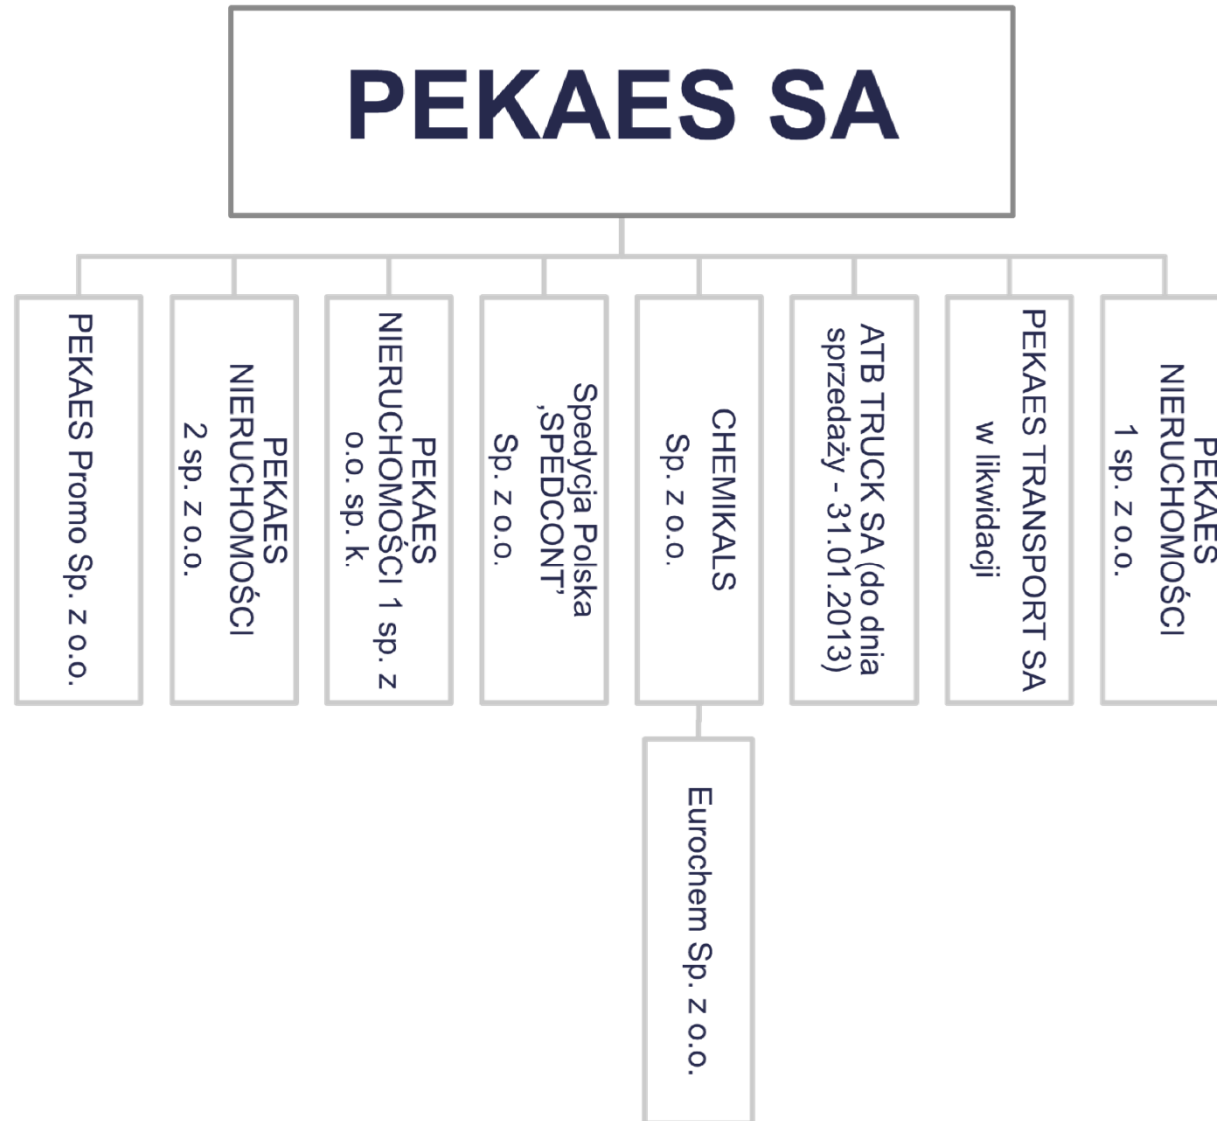 PEKAES SA
PEKAES Promo Sp. z o.o.
PEKAES
NIERUCHOMOŚCI
2 sp. z o.o.
PEKAES
NIERUCHOMOŚCI 1 sp. z
o.o. sp. k.
Spedycja Polska
‚SPEDCONT’
Sp. z o.o.
CHEMIKALS
Sp. z o.o.
ATB TRUCK SA (do dnia
sprzedaży - 31.01.2013)
PEKAES TRANSPORT SA
w likwidacji
PEKAES
NIERUCHOMOŚCI
1 sp. z o.o.
Eurochem Sp. z o.o.